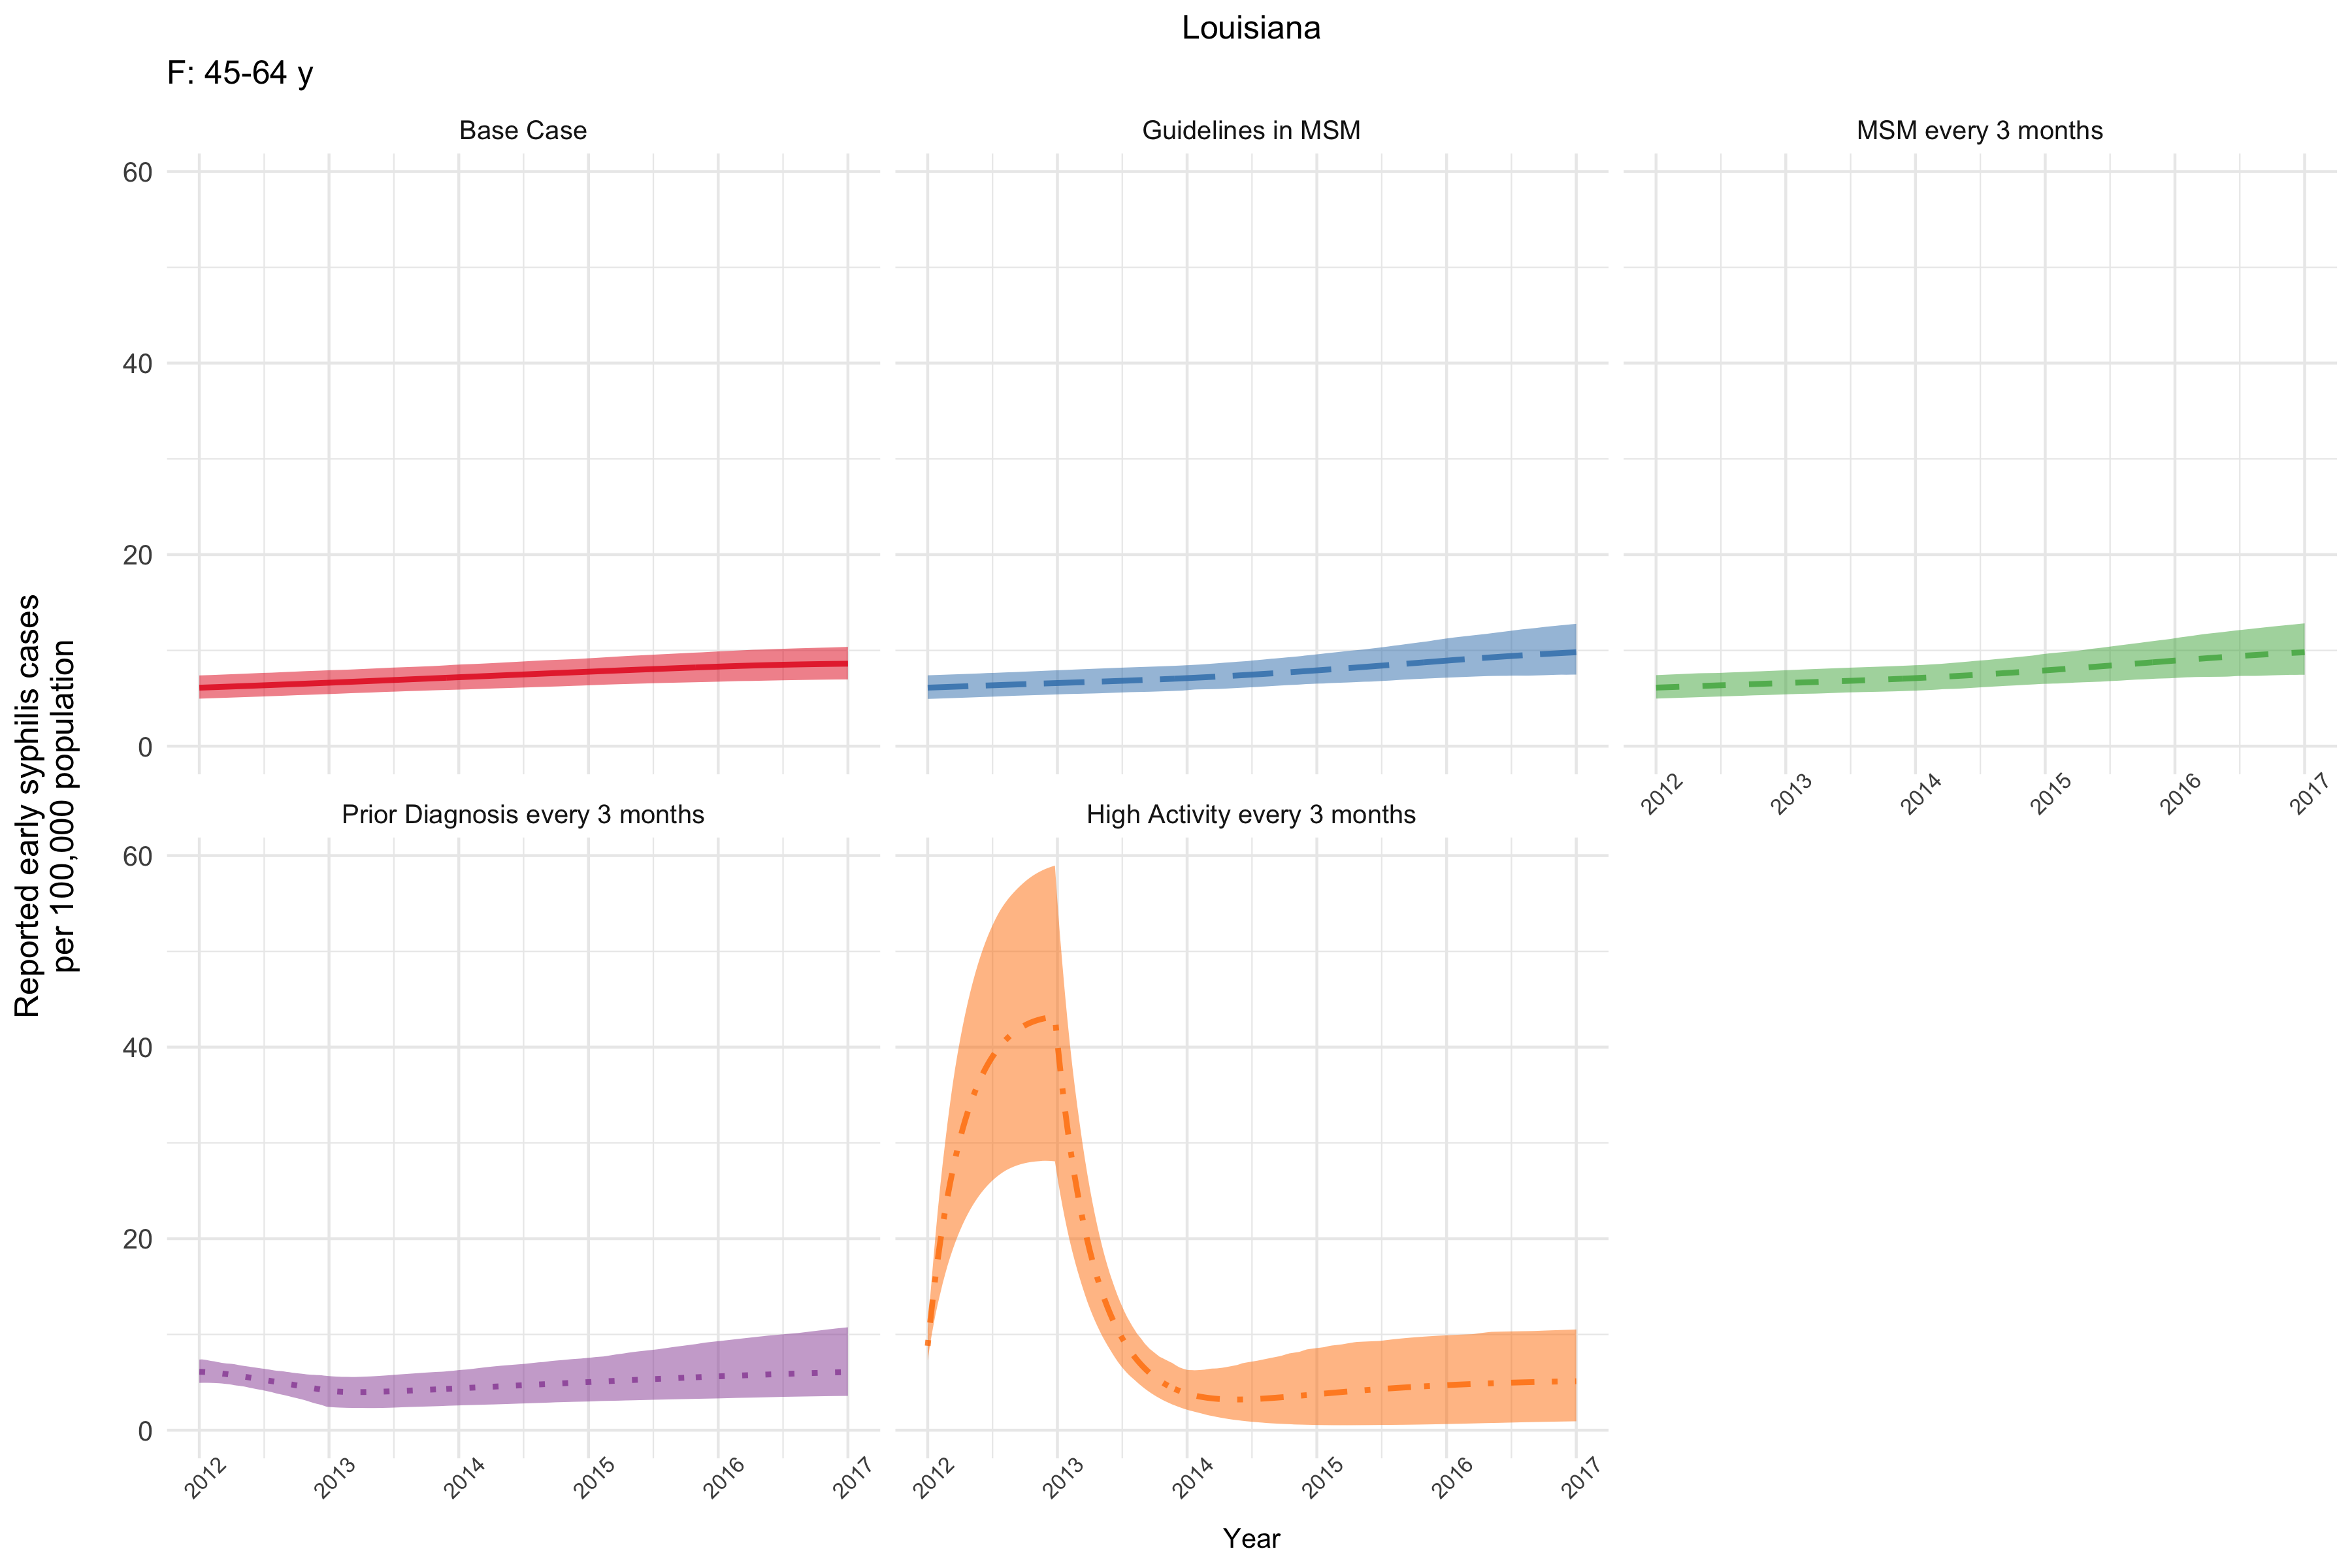 Louisiana
F: 45-64 y
Base Case
Guidelines in MSM
MSM every 3 months
60
40
20
0
2012
2013
2014
2015
2016
2017
Prior Diagnosis every 3 months
High Activity every 3 months
60
40
20
0
2012
2013
2014
2015
2016
2017
2012
2013
2014
2015
2016
2017
Reported early syphilis cases
per 100,000 population
Year